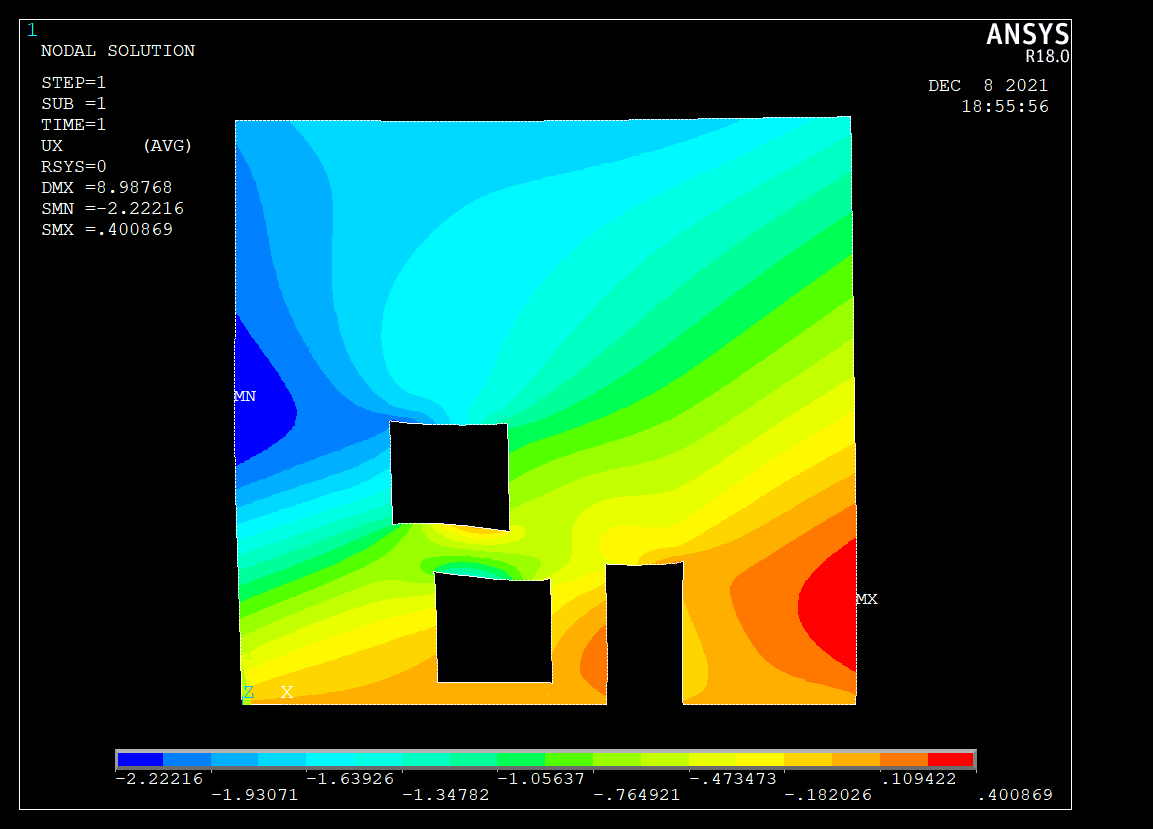 1
ANSYS
R18.0
NODAL SOLUTION
STEP=1
SUB =1
TIME=1
UX (AVG)
RSYS=0
DMX =8.98768
SMN =-2.22216
SMX =.400869
DEC 8 2021
18:55:56
MN
MX
Z X
-2.22216 -1.63926 -1.05637 -.473473 .109422
-1.93071 -1.34782 -.764921 -.182026 .400869